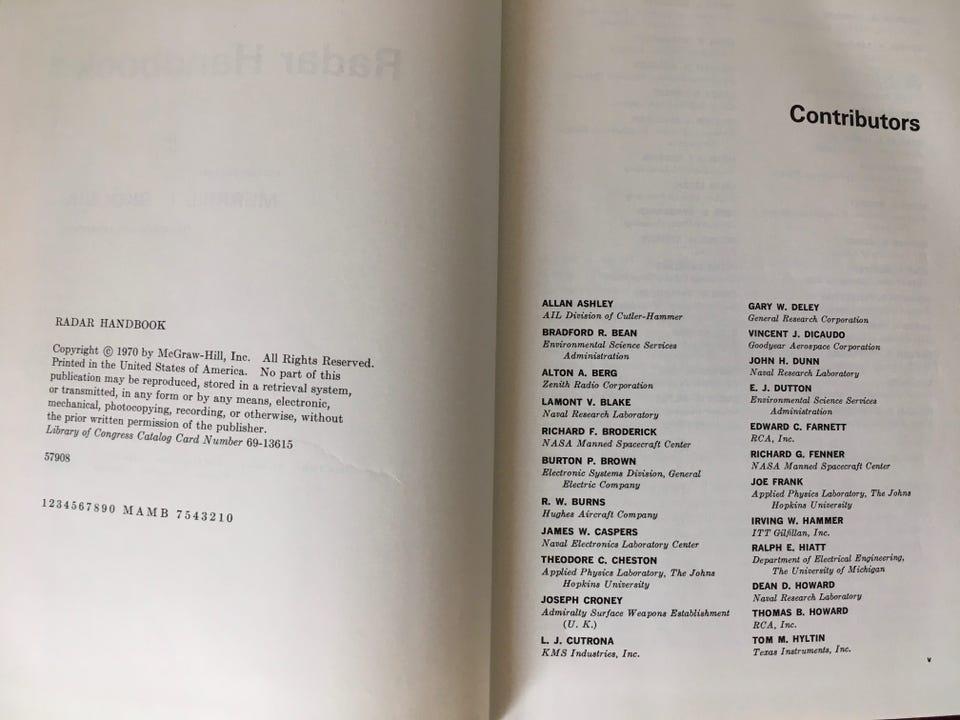 RADAR HANDBOOK
Copyright © 1970 by McGraw-Hill, Inc. All Rights Reserved.
Printed in the United States of America. No part of this
publication may be reproduced, stored in a retrieval system,
or transmitted, in any form or by any means, electronic,
mechanical, photocopying, recording, or otherwise, without
the prior written permission of the publisher.
Library of Congress Catalog Card Number 69-13615
57908
1234567890 MAMB 7543210
Contributors
ALLAN ASHLEY
AIL Division of Cutler-Hammer
BRADFORD R. BEAN
Environmental Science Services
Administration
ALTON A. BERG
Zenith Radio Corporation
LAMONT V. BLAKE
Naval Research Laboratory
RICHARD F. BRODERICK
NASA Manned Spacecraft Center
BURTON P. BROWN
Electronic Systems Division, General
Electric Company
R. W. BURNS
Hughes Aircraft Company
JAMES W. CASPERS
Naval Electronics Laboratory Center
THEODORE C. CHESTON
Applied Physics Laboratory, The Johns
Hopkins University
JOSEPH CRONEY
Admiralty Surface Weapons Establishment
(U. K.)
L. J. CUTRONA
KMS Industries, Inc.
GARY W. DELEY
General Research Corporation
VINCENT J. DICAUDO
Goodyear Aerospace Corporation
JOHN H. DUNN
Naval Research Laboratory
E. J. DUTTON
Environmental Science Services
Administration
EDWARD C. FARNETT
RCA, Inc.
RICHARD G. FENNER
NASA Manned Spacecraft Center
JOE FRANK
Applied Physics Laboratory, The Johns
Hopkins University
IRVING W. HAMMER
ITT Gilfillan, Inc.
RALPH E. HIATT
Department of Electrical Engineering,
The University of Michigan
DEAN D. HOWARD
Naval Research Laboratory
THOMAS B. HOWARD
RCA, Inc.
TOM M. HYLTIN
Texas Instruments, Inc.
v